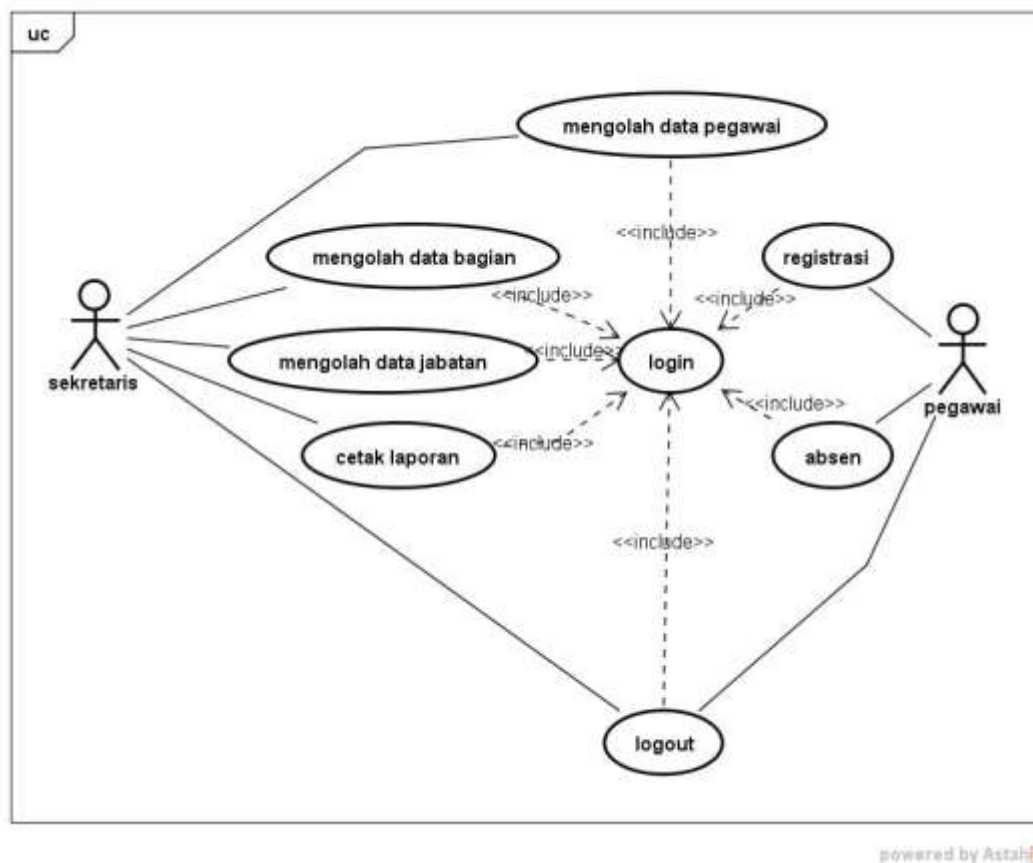 uc
mengolah data pegawai
<<include>>
mengolah data bagian
registrasi
<<include>>
<<include>>
sekretaris
mengolah data jabatan
<<include>>
login
pegawai
cetak laporan
<<include>>
<<include>>
absen
<<include>>
logout
powered by Astah